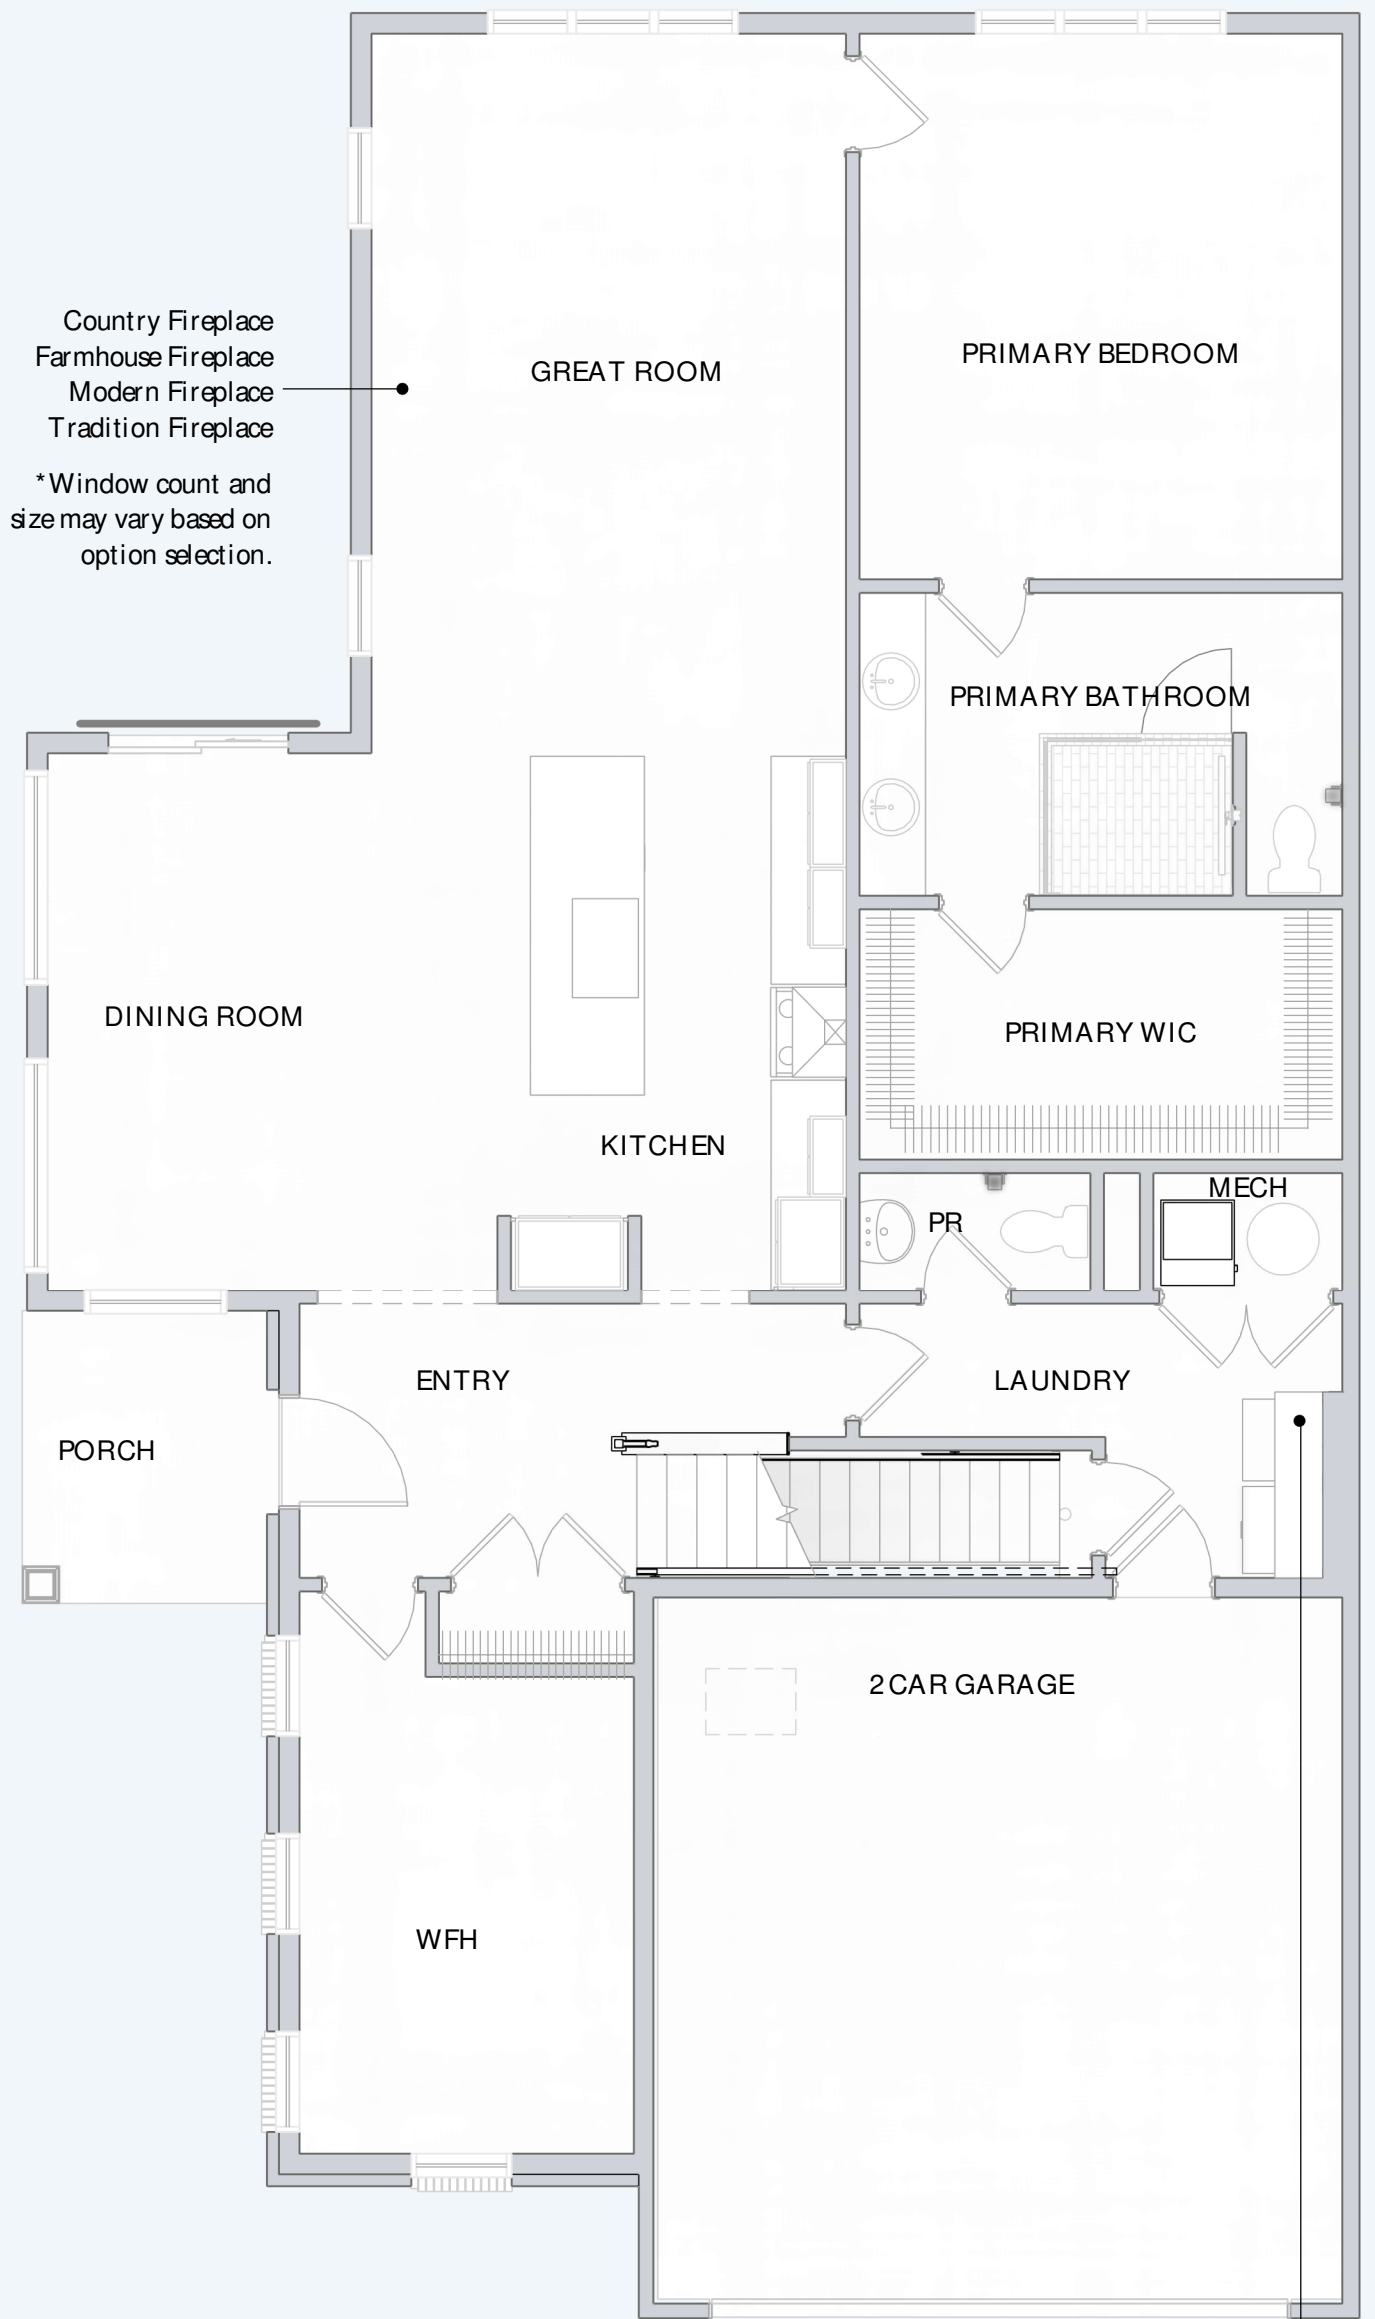 Country Fireplace
Farmhouse Fireplace
Modern Fireplace
Tradition Fireplace
*Window count and
size may vary based on
option selection.
GREAT ROOM
PRIMARY BEDROOM
PRIMARY BATHROOM
DINING ROOM
PRIMARY WIC
KITCHEN
MECH
PR
ENTRY
LAUNDRY
PORCH
2 CAR GARAGE
WFH